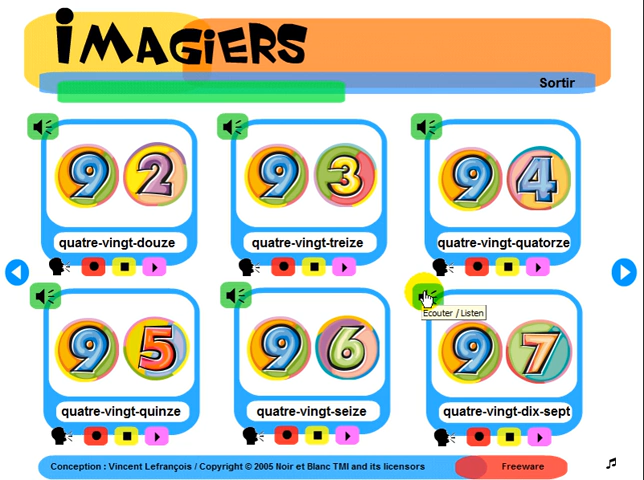 iMAGiERS
Sortir
92
93
94
quatre-vingt-douze
quatre-vingt-treize
quatre-vingt-quatorze
Ecouter / Listen
95
96
97
quatre-vingt-quinze
quatre-vingt-seize
quatre-vingt-dix-sept
Conception : Vincent Lefrançois / Copyright © 2005 Noir et Blanc TMI and its licensors
Freeware